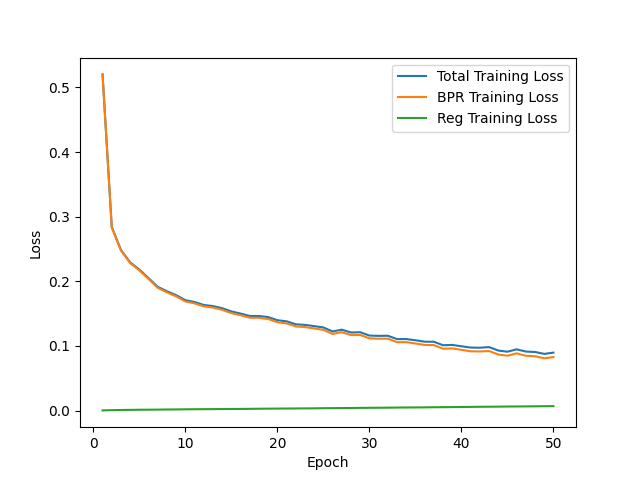 Total Training Loss
BPR Training Loss
Reg Training Loss
Loss
0.5
0.4
0.3
0.2
0.1
0.0
0 10 20 30 40 50
Epoch